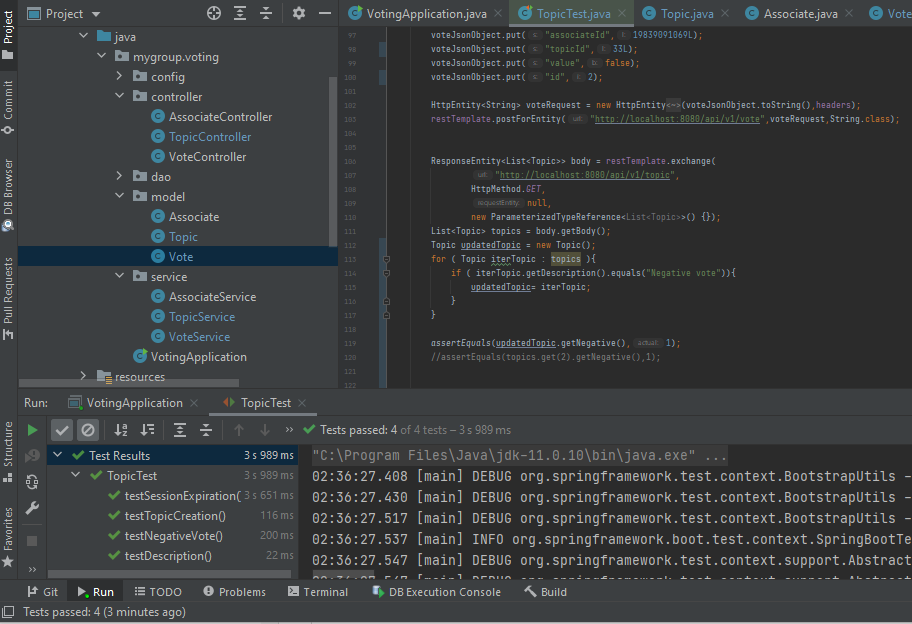 Project
VotingApplication.java
TopicTest.java
Topic.java
Associate.java
Vote
Project
Commit
DB Browser
Pull Requests
Structure
Favorites
java
mygroup.voting
config
controller
AssociateController
TopicController
VoteController
dao
model
Associate
Topic
Vote
service
AssociateService
TopicService
VoteService
VotingApplication
resources
97 voteJsonObject.put( s: "associateId", l: 19839091069L);
98 voteJsonObject.put( s: "topicId", l: 33L);
99 voteJsonObject.put( s: "value", b: false);
100 voteJsonObject.put( s: "id", i: 2);
101
102 HttpEntity<String> voteRequest = new HttpEntity<~>(voteJsonObject.toString(),headers);
103 restTemplate.postForEntity( url: "http://localhost:8080/api/v1/vote",voteRequest,String.class);
104
105
106 ResponseEntity<List<Topic>> body = restTemplate.exchange(
107 url: "http://localhost:8080/api/v1/topic",
108 HttpMethod.GET,
109 requestEntity: null,
110 new ParameterizedTypeReference<List<Topic>>() {});
111 List<Topic> topics = body.getBody();
112 Topic updatedTopic = new Topic();
113 for ( Topic iterTopic : topics ){
114 if ( iterTopic.getDescription().equals("Negative vote")){
115 updatedTopic= iterTopic;
116 }
117 }
118
119 assertEquals(updatedTopic.getNegative(), actual: 1);
120 //assertEquals(topics.get(2).getNegative(),1);
121
122
Run:
VotingApplication
TopicTest
» Tests passed: 4 of 4 tests – 3 s 989 ms
Test Results 3 s 989 ms
TopicTest 3 s 989 ms
testSessionExpiration( 3 s 651 ms
testTopicCreation() 116 ms
testNegativeVote() 200 ms
testDescription() 22 ms
"C:\Program Files\Java\jdk-11.0.10\bin\java.exe" ...
02:36:27.408 [main] DEBUG org.springframework.test.context.BootstrapUtils -
02:36:27.430 [main] DEBUG org.springframework.test.context.BootstrapUtils -
02:36:27.517 [main] DEBUG org.springframework.test.context.BootstrapUtils -
02:36:27.537 [main] INFO org.springframework.boot.test.context.SpringBootTe
02:36:27.547 [main] DEBUG org.springframework.test.context.support.Abstract
»
Git
Run
TODO
Problems
Terminal
DB Execution Console
Build
Tests passed: 4 (3 minutes ago)